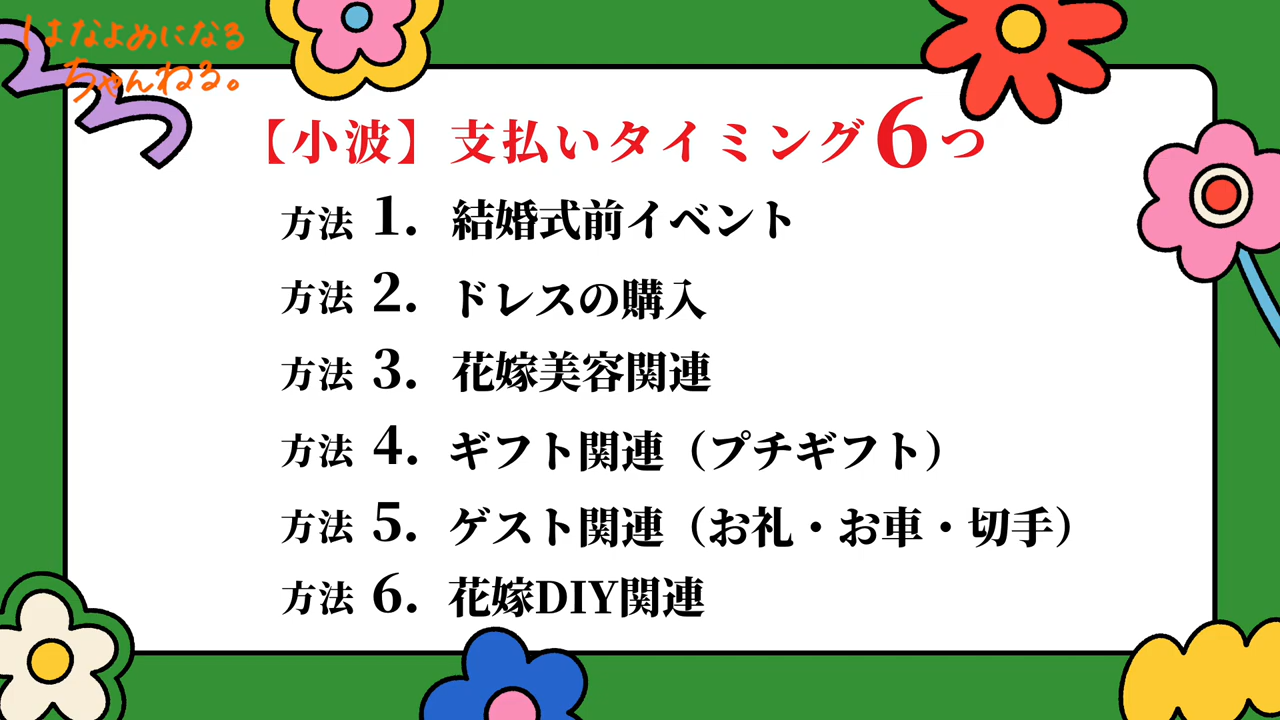 はなよめになる
ちゃんねる。
【小波】支払いタイミング6つ
方法 1. 結婚式前イベント
方法 2. ドレスの購入
方法 3. 花嫁美容関連
方法 4. ギフト関連（プチギフト）
方法 5. ゲスト関連（お礼・お車・切手）
方法 6. 花嫁DIY関連